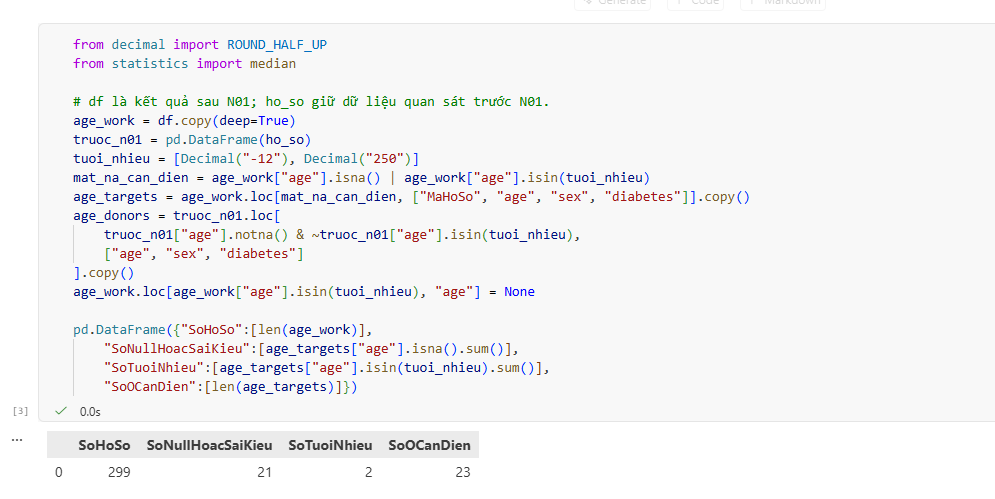 Generate + Code + Markdown
from decimal import ROUND_HALF_UP
from statistics import median
# df là kết quả sau N01; ho_so giữ dữ liệu quan sát trước N01.
age_work = df.copy(deep=True)
truoc_n01 = pd.DataFrame(ho_so)
tuoi_nhieu = [Decimal("-12"), Decimal("250")]
mat_na_can_dien = age_work["age"].isna() | age_work["age"].isin(tuoi_nhieu)
age_targets = age_work.loc[mat_na_can_dien, ["MaHoSo", "age", "sex", "diabetes"]].copy()
age_donors = truoc_n01.loc[
    truoc_n01["age"].notna() & ~truoc_n01["age"].isin(tuoi_nhieu),
    ["age", "sex", "diabetes"]
].copy()
age_work.loc[age_work["age"].isin(tuoi_nhieu), "age"] = None
pd.DataFrame({"SoHoSo":[len(age_work)],
    "SoNullHoacSaiKieu":[age_targets["age"].isna().sum()],
    "SoTuoiNhieu":[age_targets["age"].isin(tuoi_nhieu).sum()],
    "SoOCanDien":[len(age_targets)]})
[3] ✓ 0.0s
... SoHoSo SoNullHoacSaiKieu SoTuoiNhieu SoOCanDien
0 299 21 2 23